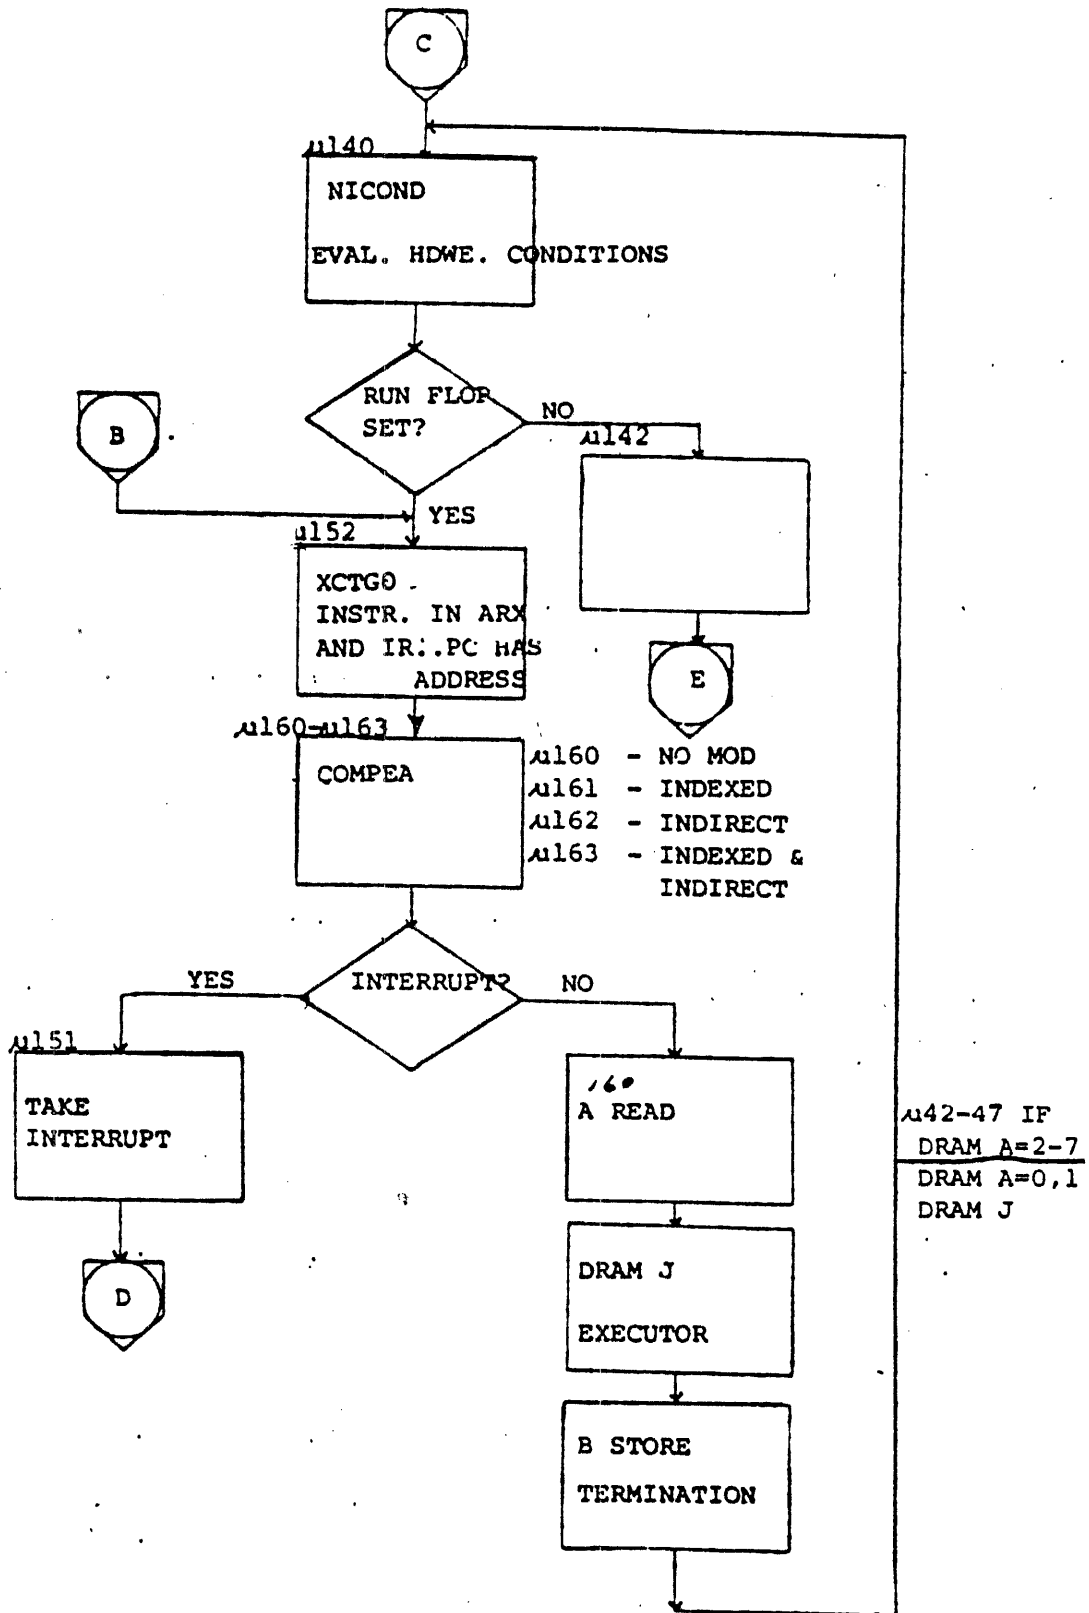 C
µ140
NICOND
EVAL. HDWE. CONDITIONS
RUN FLOP
SET?
NO
µ142
B
YES
µ152
XCTGO
INSTR. IN ARX
AND IR..PC HAS
ADDRESS
E
µ160-µ163
COMPEA
µ160 - NO MOD
µ161 - INDEXED
µ162 - INDIRECT
µ163 - INDEXED &
INDIRECT
INTERRUPT?
YES
NO
µ151
TAKE
INTERRUPT
160
A READ
µ42-47 IF
DRAM A=2-7
DRAM A=0,1
DRAM J
D
DRAM J
EXECUTOR
B STORE
TERMINATION